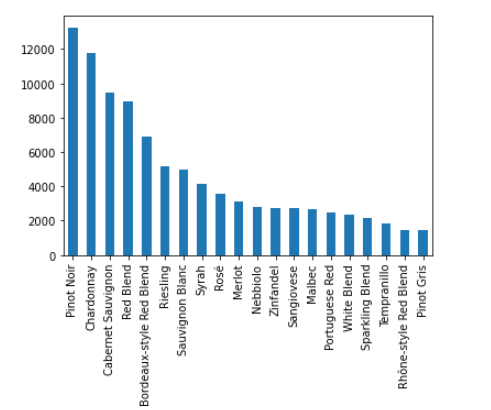 12000
10000
8000
6000
4000
2000
0
Pinot Noir
Chardonnay
Cabernet Sauvignon
Red Blend
Bordeaux-style Red Blend
Riesling
Sauvignon Blanc
Syrah
Rosé
Merlot
Nebbiolo
Zinfandel
Sangiovese
Malbec
Portuguese Red
White Blend
Sparkling Blend
Tempranillo
Rhône-style Red Blend
Pinot Gris